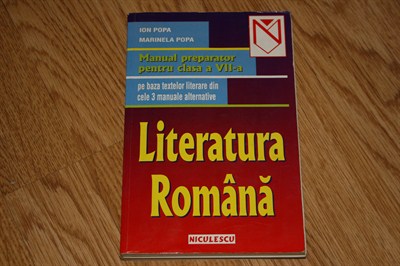 ION POPA
MARINELA POPA
Manual preparator
pentru clasa a VII-a
pe baza textelor literare din
cele 3 manuale alternative
Literatura
Română
NICULESCU